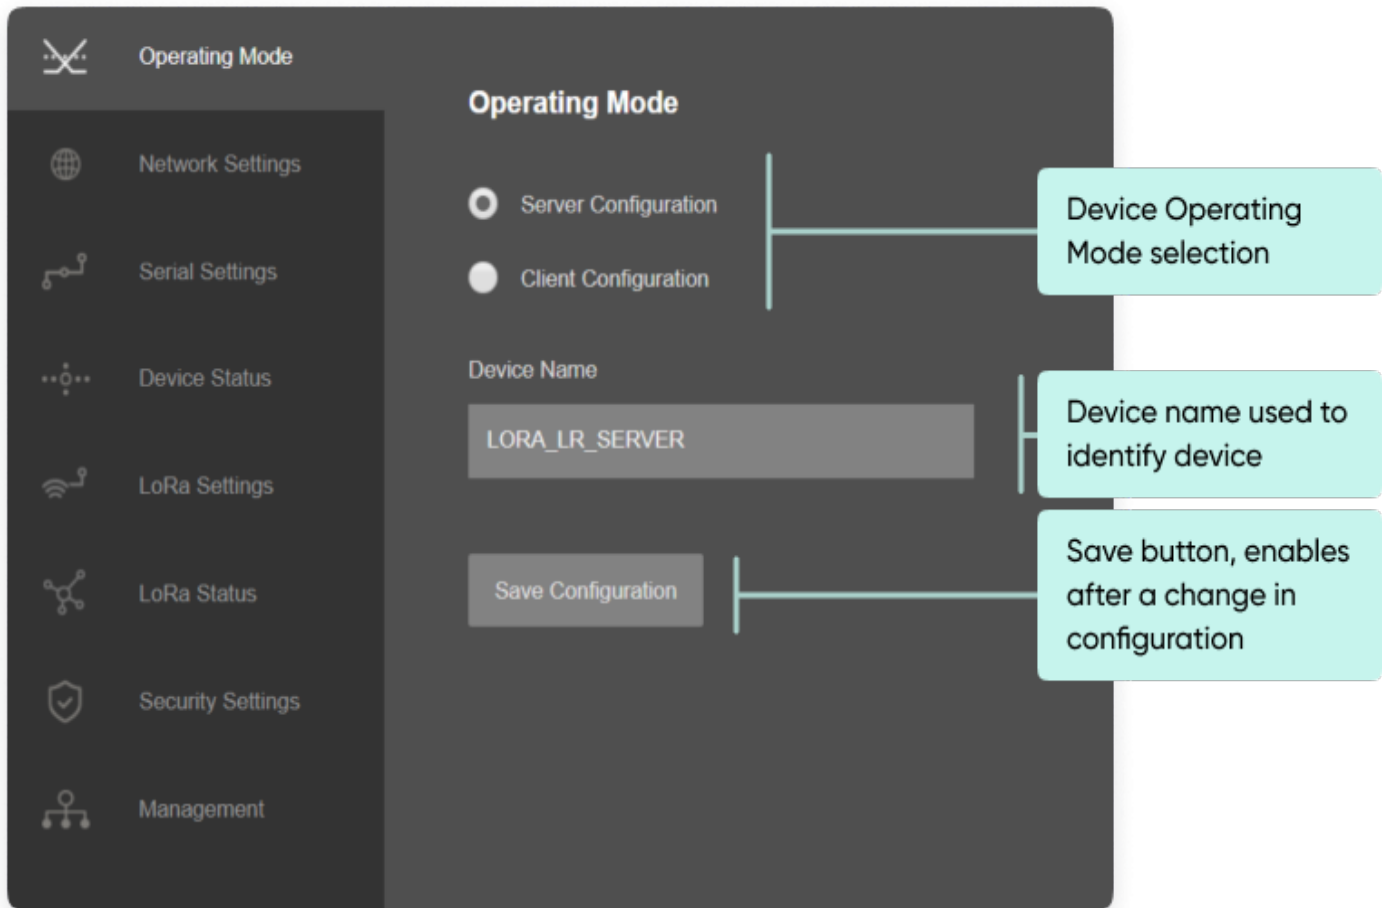 Operating Mode
Network Settings
Serial Settings
Device Status
LoRa Settings
LoRa Status
Security Settings
Management
Operating Mode
Server Configuration
Client Configuration
Device Name
LORA_LR_SERVER
Save Configuration
Device Operating
Mode selection
Device name used to
identify device
Save button, enables
after a change in
configuration